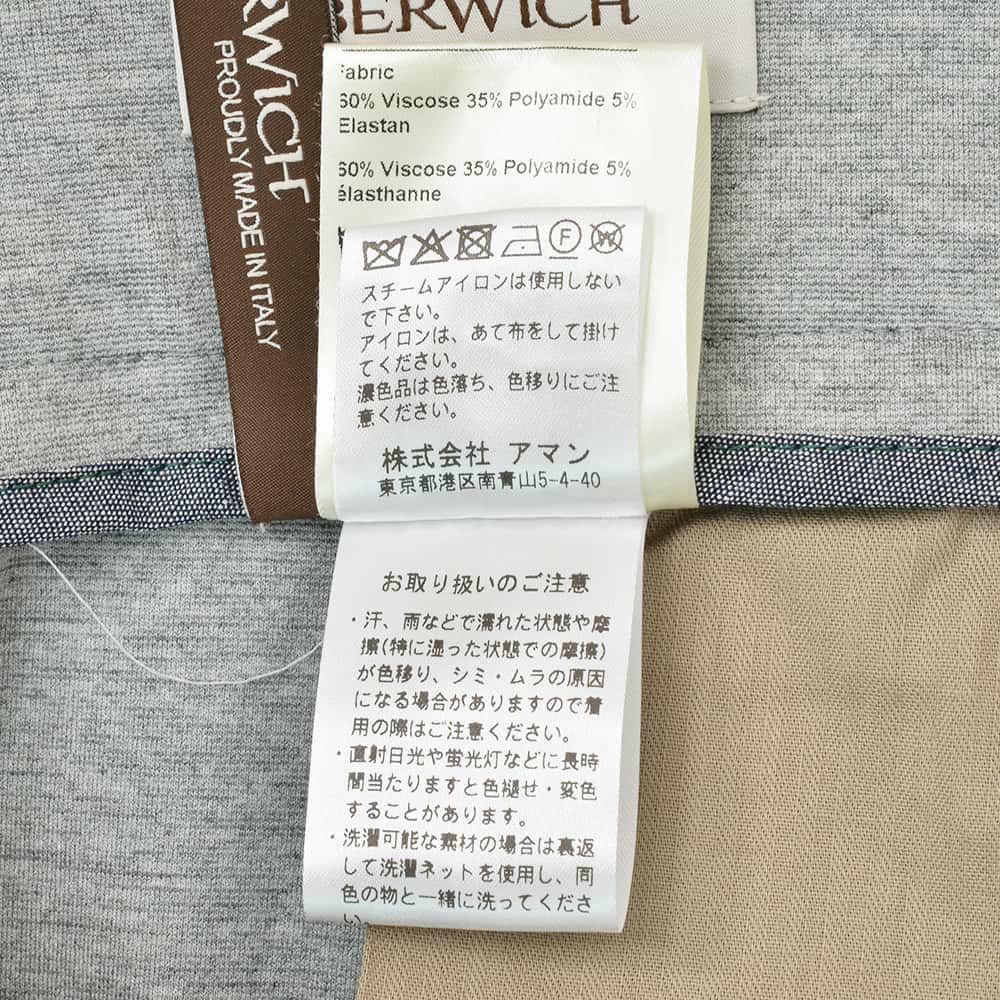 BERWICH
RWICH
PROUDLY MADE IN ITALY
Fabric
60% Viscose 35% Polyamide 5%
Elastan
60% Viscose 35% Polyamide 5%
élasthanne
F
W
スチームアイロンは使用しない
で下さい。
アイロンは、あて布をして掛け
てください。
濃色品は色落ち、色移りにご注
意ください。
株式会社 アマン
東京都港区南青山5-4-40
お取り扱いのご注意
・汗、雨などで濡れた状態や摩
擦(特に湿った状態での摩擦)
が色移り、シミ・ムラの原因
になる場合がありますので着
用の際はご注意ください。
・直射日光や蛍光灯などに長時
間当たりますと色褪せ・変色
することがあります。
・洗濯可能な素材の場合は裏返
して洗濯ネットを使用し、同
色の物と一緒に洗ってくださ
い。